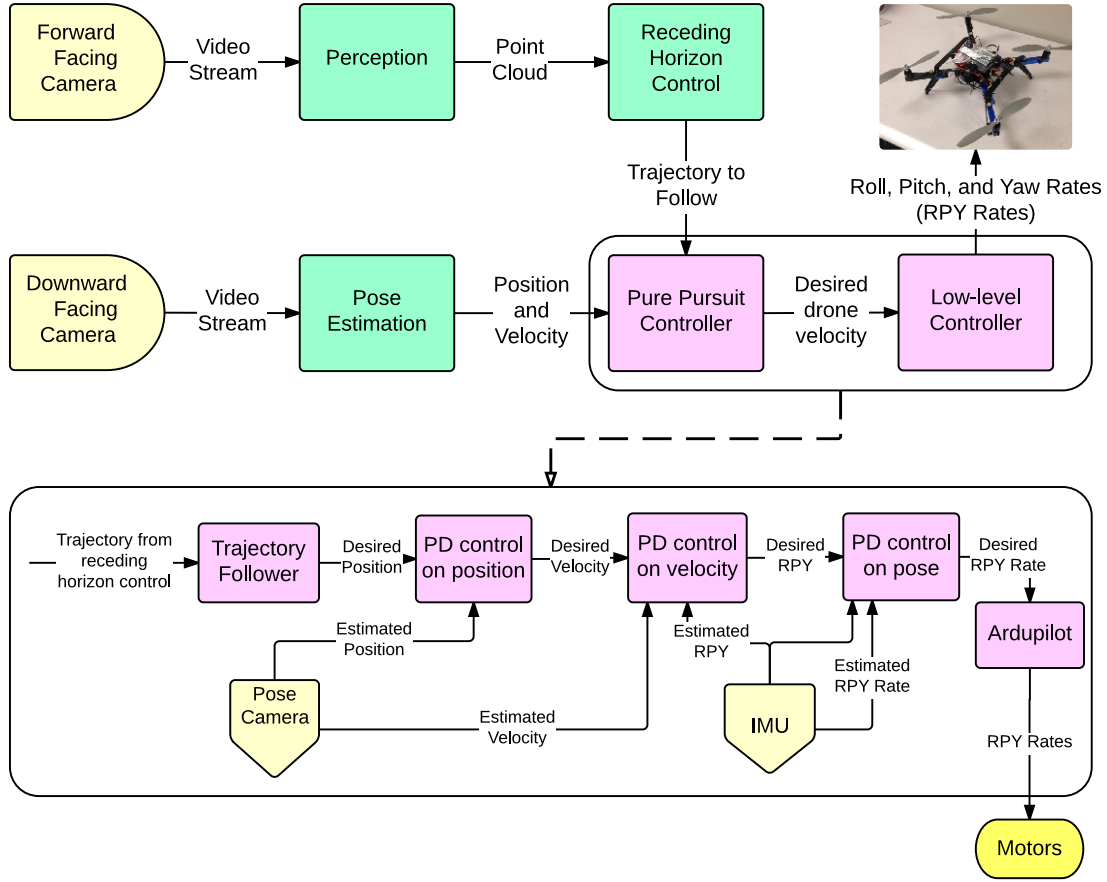 Forward
Facing
Camera
Video
Stream
Perception
Point
Cloud
Receding
Horizon
Control
Trajectory to
Follow
Roll, Pitch, and Yaw Rates
(RPY Rates)
Downward
Facing
Camera
Video
Stream
Pose
Estimation
Position
and
Velocity
Pure Pursuit
Controller
Desired
drone
velocity
Low-level
Controller
Trajectory from
receding
horizon control
Trajectory
Follower
Desired
Position
PD control
on position
Desired
Velocity
PD control
on velocity
Desired
RPY
PD control
on pose
Desired
RPY Rate
Ardupilot
Estimated
Position
Estimated
RPY
Estimated
RPY Rate
Pose
Camera
Estimated
Velocity
IMU
RPY Rates
Motors